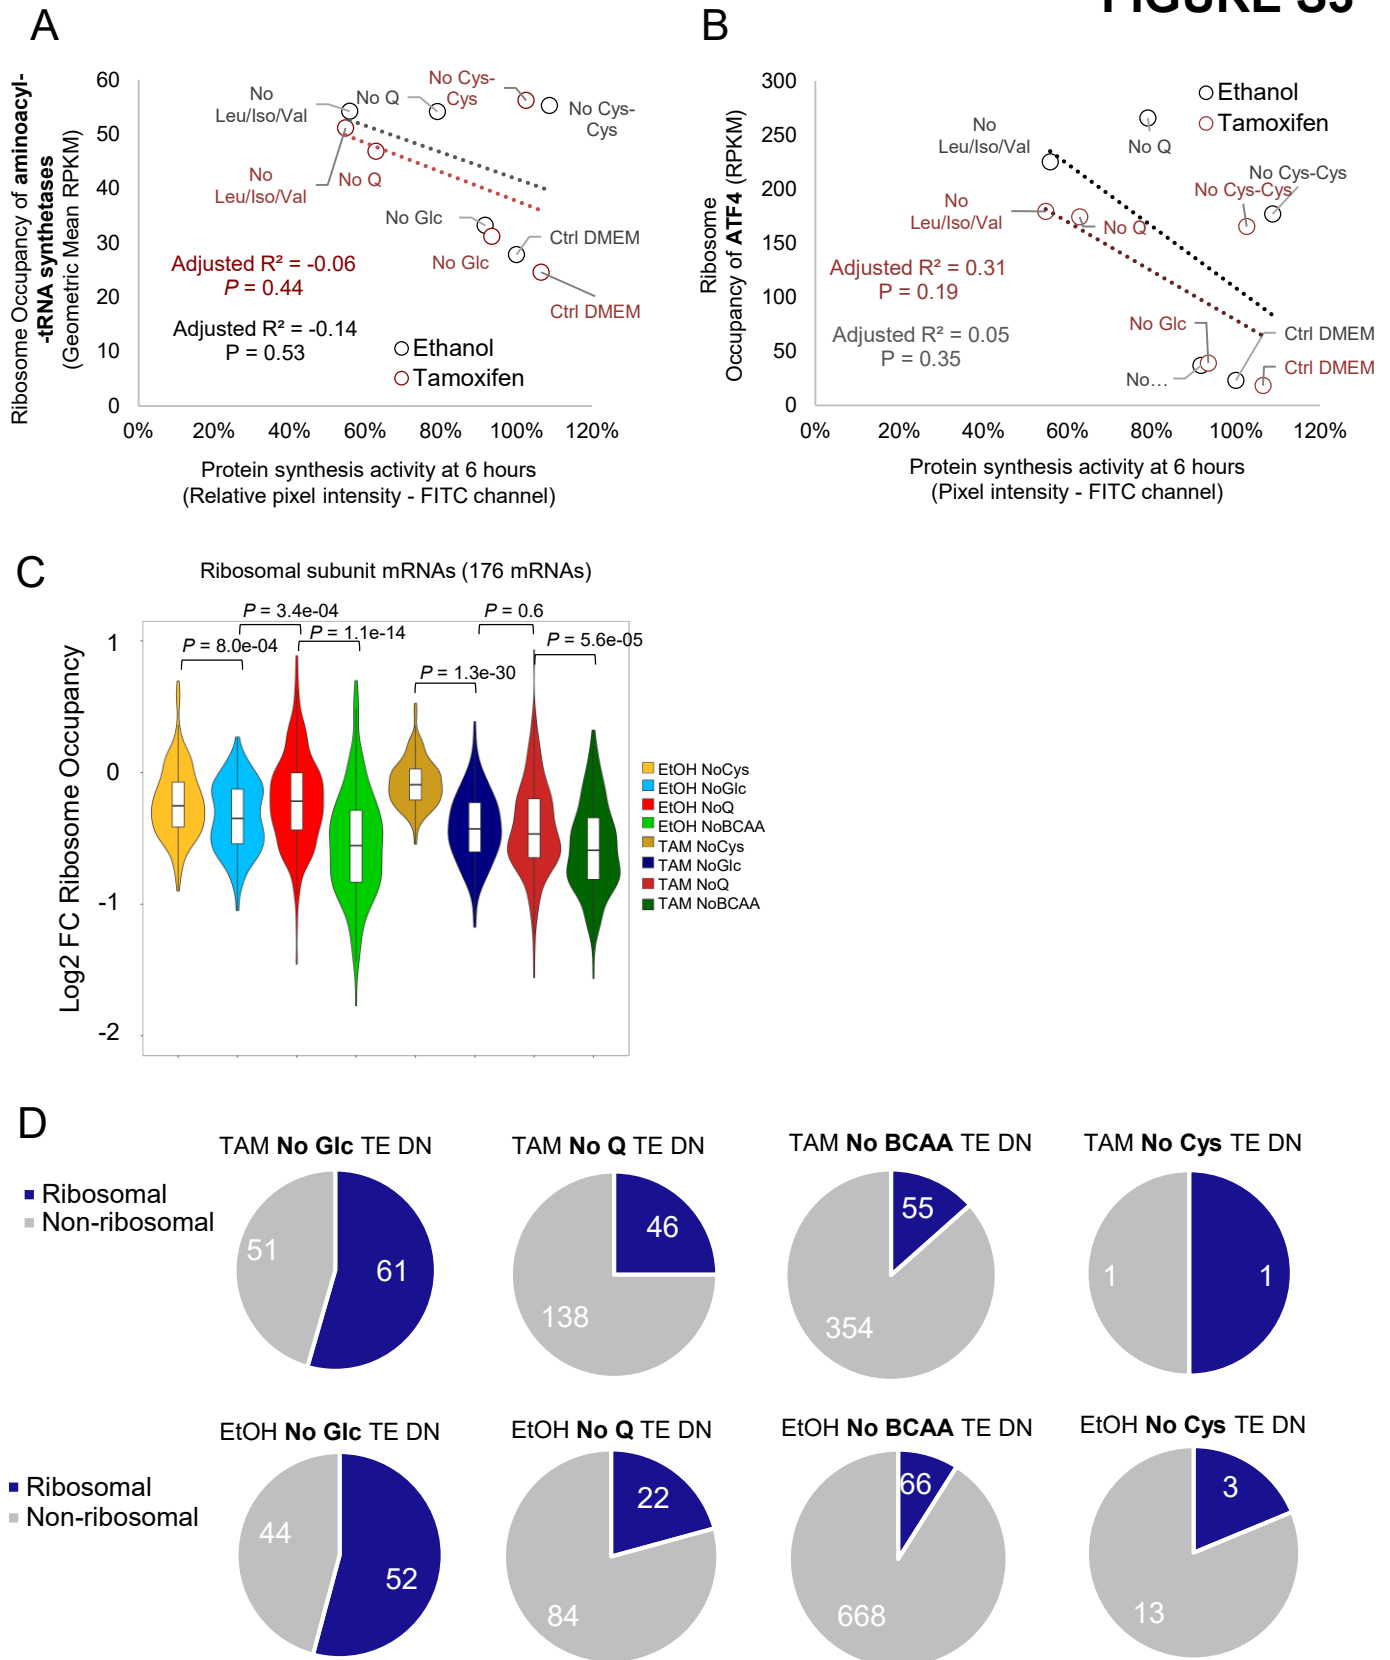 FIGURE S5
A
Ribosome Occupancy of aminoacyl-
-tRNA synthetases
(Geometric Mean RPKM)
60
50
40
30
20
10
0
0% 20% 40% 60% 80% 100% 120%
Protein synthesis activity at 6 hours
(Relative pixel intensity - FITC channel)
No
Leu/Iso/Val
No Q
No Cys-
Cys
No Cys-
Cys
No
Leu/Iso/Val
No Q
No Glc
No Glc
Ctrl DMEM
Ctrl DMEM
Adjusted R² = -0.06
P = 0.44
Adjusted R² = -0.14
P = 0.53
Ethanol
Tamoxifen
B
Ribosome
Occupancy of ATF4 (RPKM)
300
250
200
150
100
50
0
0% 20% 40% 60% 80% 100% 120%
Protein synthesis activity at 6 hours
(Pixel intensity - FITC channel)
Ethanol
Tamoxifen
No
Leu/Iso/Val
No Q
No Cys-Cys
No Cys-Cys
No
Leu/Iso/Val
No Q
Adjusted R² = 0.31
P = 0.19
Adjusted R² = 0.05
P = 0.35
No Glc
No...
Ctrl DMEM
Ctrl DMEM
C
Ribosomal subunit mRNAs (176 mRNAs)
Log2 FC Ribosome Occupancy
1
0
-1
-2
P = 3.4e-04
P = 8.0e-04
P = 1.1e-14
P = 0.6
P = 5.6e-05
P = 1.3e-30
EtOH NoCys
EtOH NoGlc
EtOH NoQ
EtOH NoBCAA
TAM NoCys
TAM NoGlc
TAM NoQ
TAM NoBCAA
D
Ribosomal
Non-ribosomal
TAM No Glc TE DN
51
61
TAM No Q TE DN
46
138
TAM No BCAA TE DN
55
354
TAM No Cys TE DN
1
1
Ribosomal
Non-ribosomal
EtOH No Glc TE DN
44
52
EtOH No Q TE DN
22
84
EtOH No BCAA TE DN
66
668
EtOH No Cys TE DN
3
13